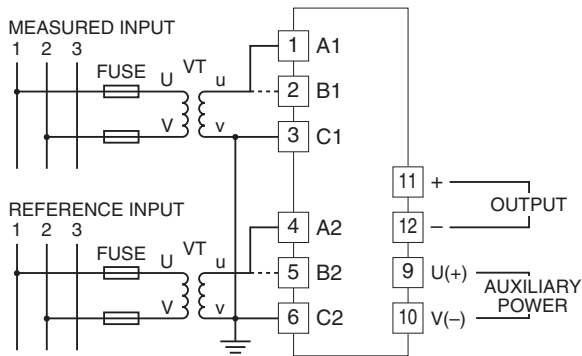 MEASURED INPUT
1 2 3
FUSE
U VT u
V v
1 A1
2 B1
3 C1
REFERENCE INPUT
1 2 3
FUSE
U VT u
V v
4 A2
5 B2
6 C2
11 +
12 –
OUTPUT
9 U(+)
10 V(–)
AUXILIARY
POWER